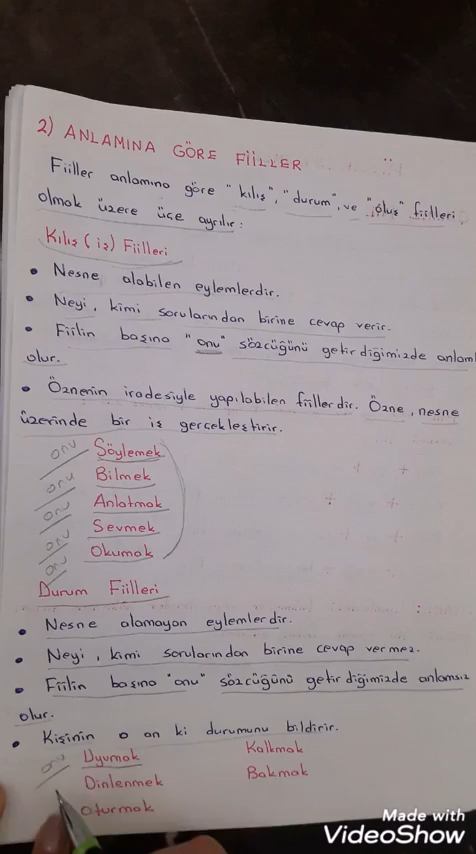 2) ANLAMINA GÖRE FİİLLER
Fiiller anlamına göre "kılış", "durum", ve "oluş" fiilleri
olmak üzere üçe ayrılır:
Kılış (iş) Fiilleri
• Nesne alabilen eylemlerdir.
• Neyi, kimi sorularından birine cevap verir.
• Fiilin başına "onu" sözcüğünü getirdiğimizde anlaml
olur.
• Öznenin iradesiyle yapılabilen fiillerdir. Özne, nesne
üzerinde bir iş gerçekleştirir.
onu Söylemek
onu Bilmek
onu Anlatmak
onu Sevmek
onu Okumak
Durum Fiilleri
• Nesne alamayan eylemlerdir.
• Neyi, kimi sorularından birine cevap vermez.
• Fiilin başına "onu" sözcüğünü getirdiğimizde anlamsız
olur.
• Kişinin o an ki durumunu bildirir.
onu Uyumak Kalkmak
Dinlenmek Bakmak
Oturmak
Made with
VideoShow